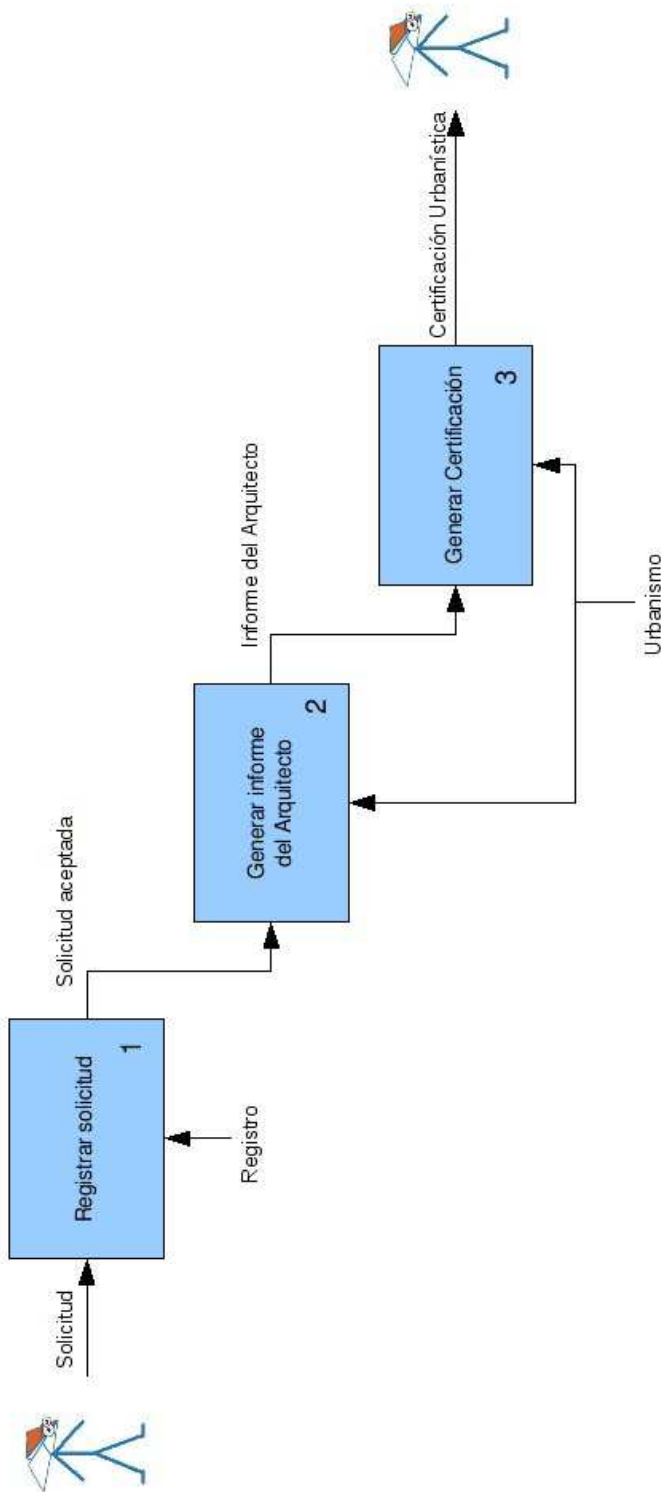 Solicitud
Registrar solicitud
1
Registro
Solicitud aceptada
Generar informe
del Arquitecto
2
Informe del Arquitecto
Generar Certificación
3
Urbanismo
Certificación Urbanística